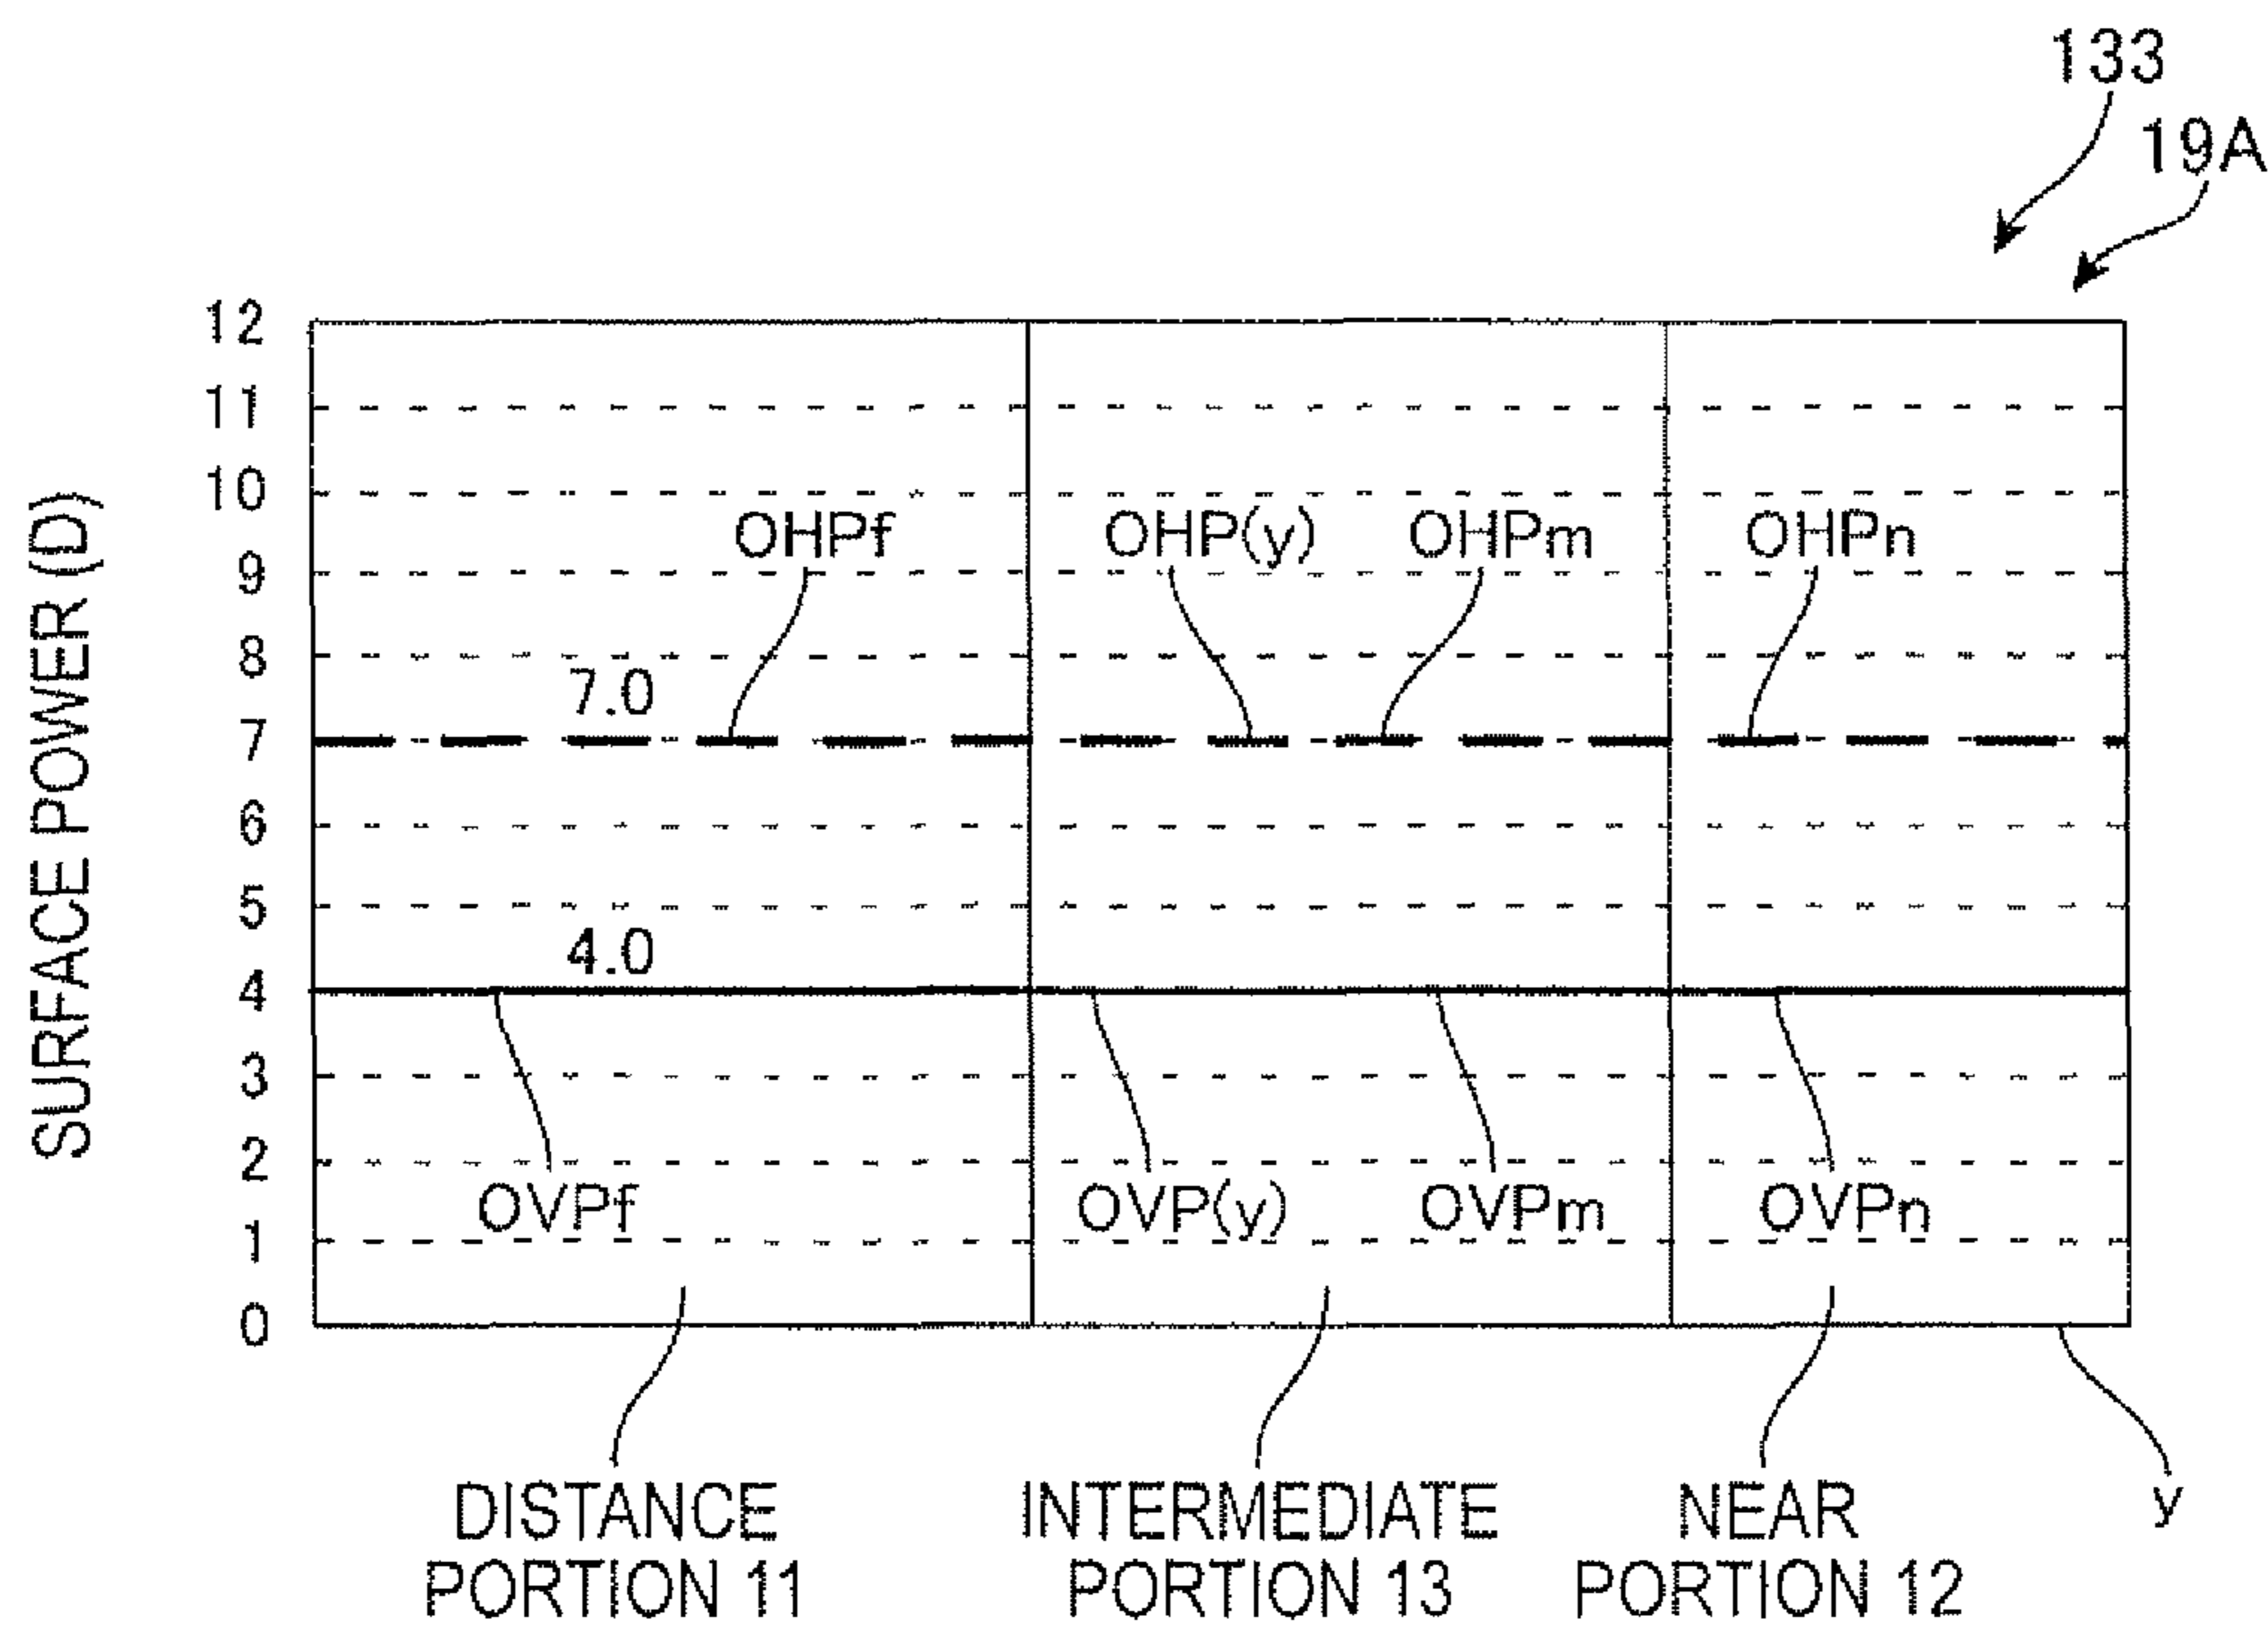 133
19A
SURFACE POWER (D)
12
11
10
9
8
7
6
5
4
3
2
1
0
OHPf
OHP(y)
OHPm
OHPn
7.0
4.0
OVPf
OVP(y)
OVPm
OVPn
DISTANCE
PORTION 11
INTERMEDIATE
PORTION 13
NEAR
PORTION 12
y